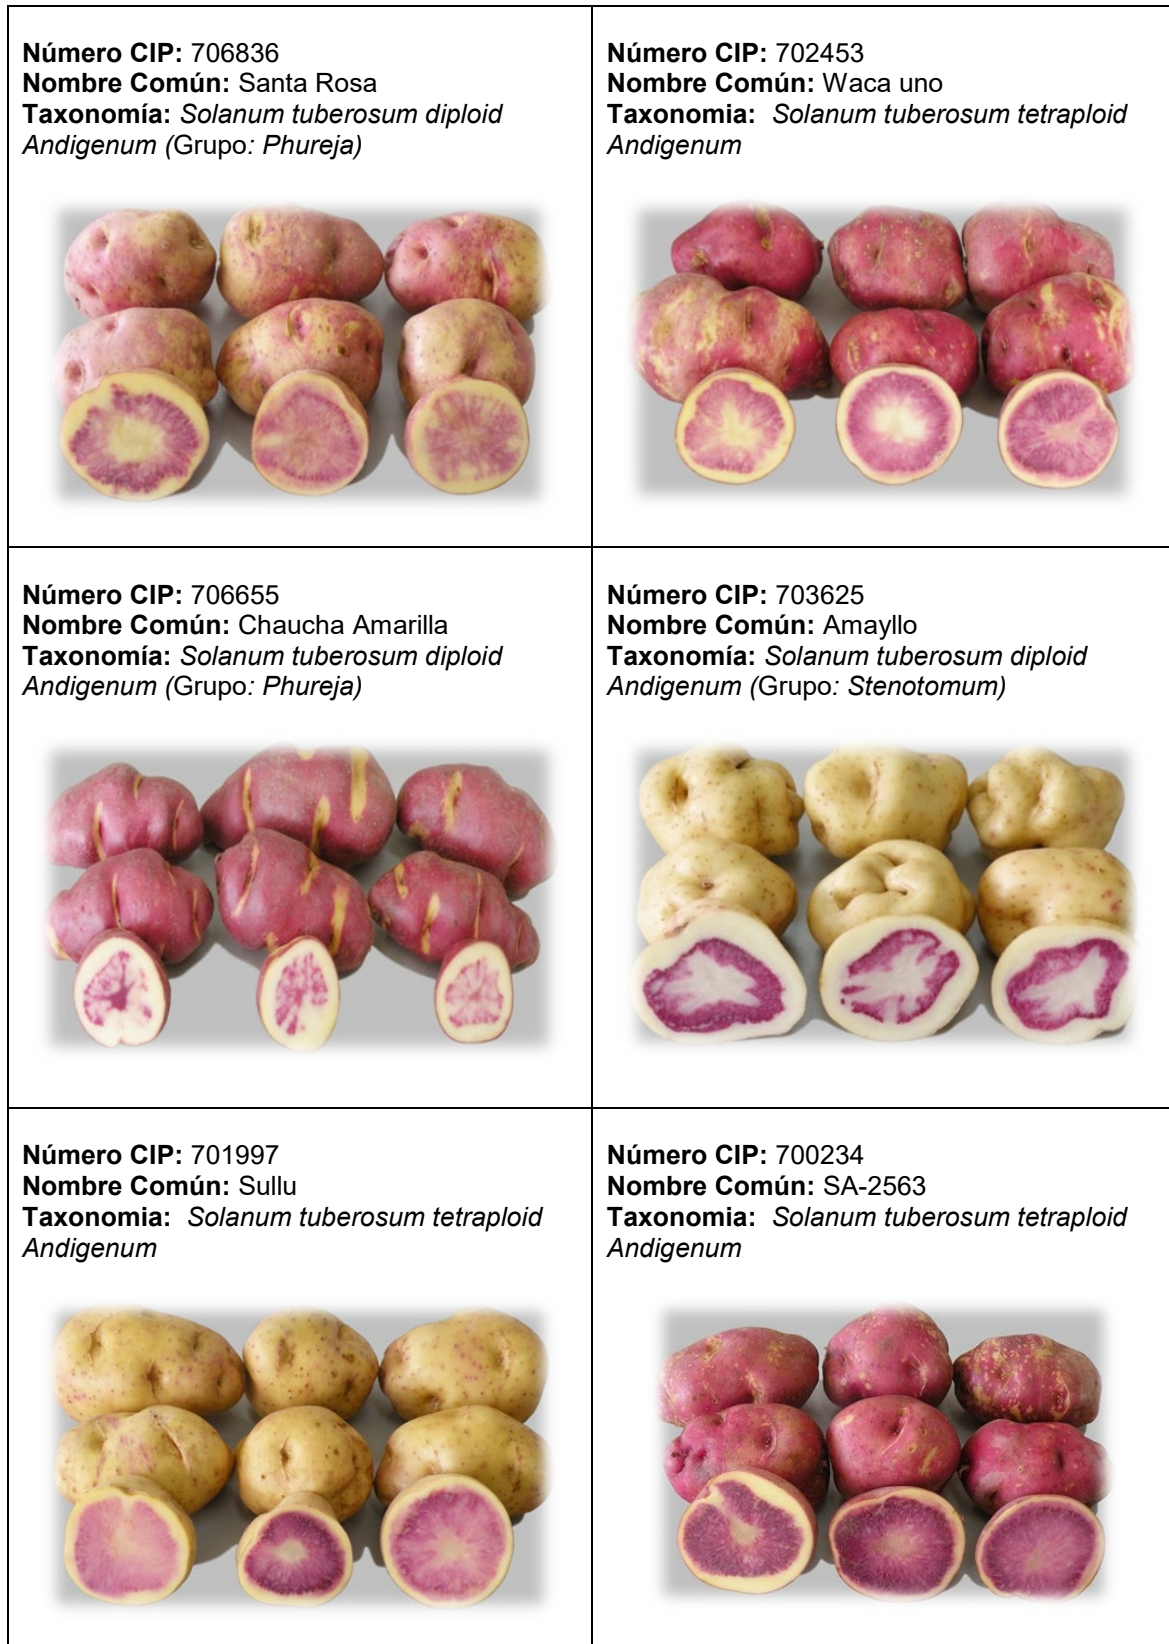 Número CIP: 706836
Nombre Común: Santa Rosa
Taxonomía: Solanum tuberosum diploid
Andigenum (Grupo: Phureja)
Número CIP: 702453
Nombre Común: Waca uno
Taxonomia: Solanum tuberosum tetraploid
Andigenum
Número CIP: 706655
Nombre Común: Chaucha Amarilla
Taxonomía: Solanum tuberosum diploid
Andigenum (Grupo: Phureja)
Número CIP: 703625
Nombre Común: Amayllo
Taxonomía: Solanum tuberosum diploid
Andigenum (Grupo: Stenotomum)
Número CIP: 701997
Nombre Común: Sullu
Taxonomia: Solanum tuberosum tetraploid
Andigenum
Número CIP: 700234
Nombre Común: SA-2563
Taxonomia: Solanum tuberosum tetraploid
Andigenum